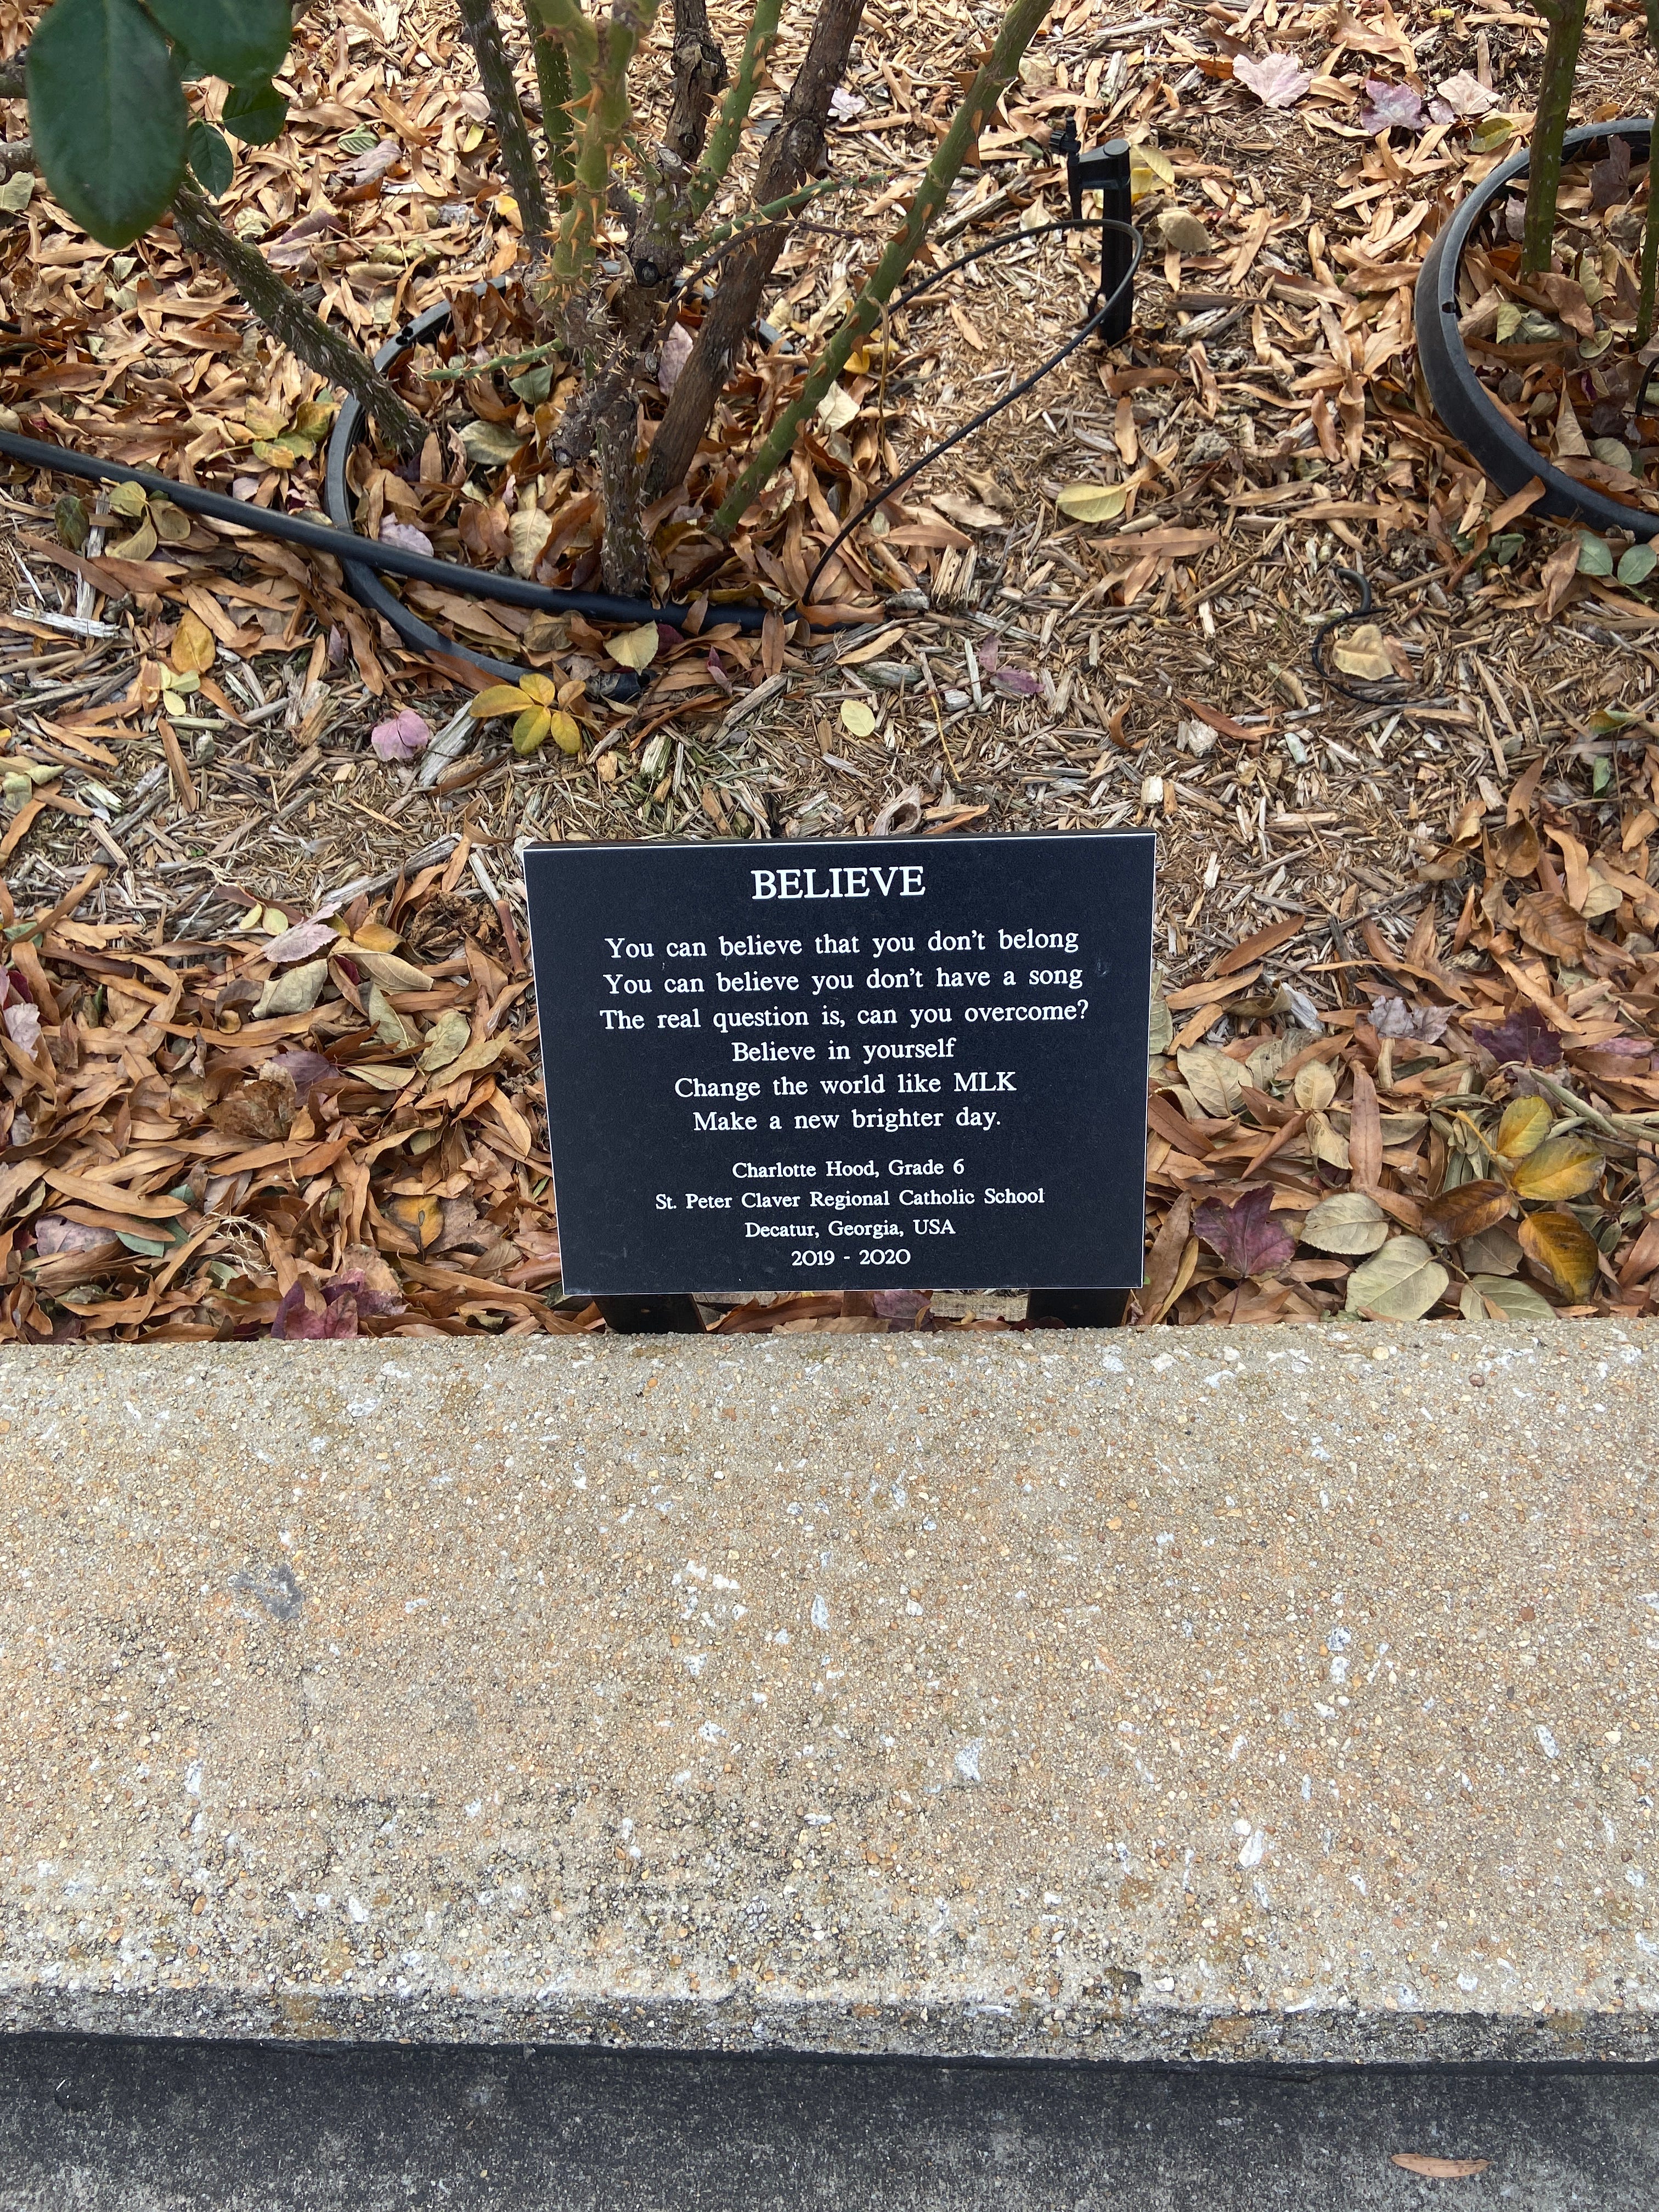 BELIEVE
You can believe that you don't belong
You can believe you don't have a song
The real question is, can you overcome?
Believe in yourself
Change the world like MLK
Make a new brighter day.
Charlotte Hood, Grade 6
St. Peter Claver Regional Catholic School
Decatur, Georgia, USA
2019 - 2020